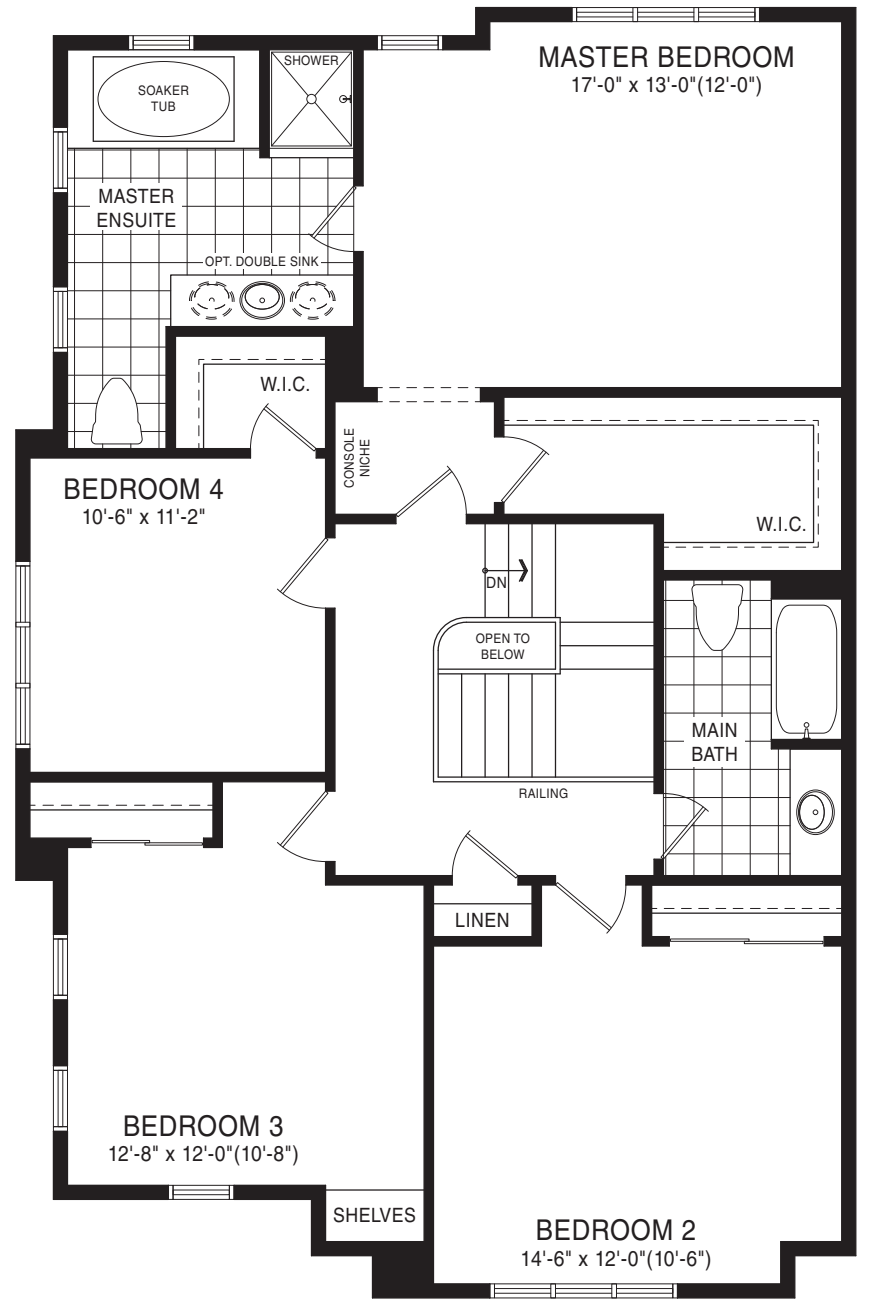 SHOWER
MASTER BEDROOM
17'-0" x 13'-0"(12'-0")
SOAKER
TUB
MASTER
ENSUITE
OPT. DOUBLE SINK
W.I.C.
CONSOLE
NICHE
BEDROOM 4
10'-6" x 11'-2"
W.I.C.
DN
OPEN TO
BELOW
MAIN
BATH
RAILING
LINEN
BEDROOM 3
12'-8" x 12'-0"(10'-8")
SHELVES
BEDROOM 2
14'-6" x 12'-0"(10'-6")